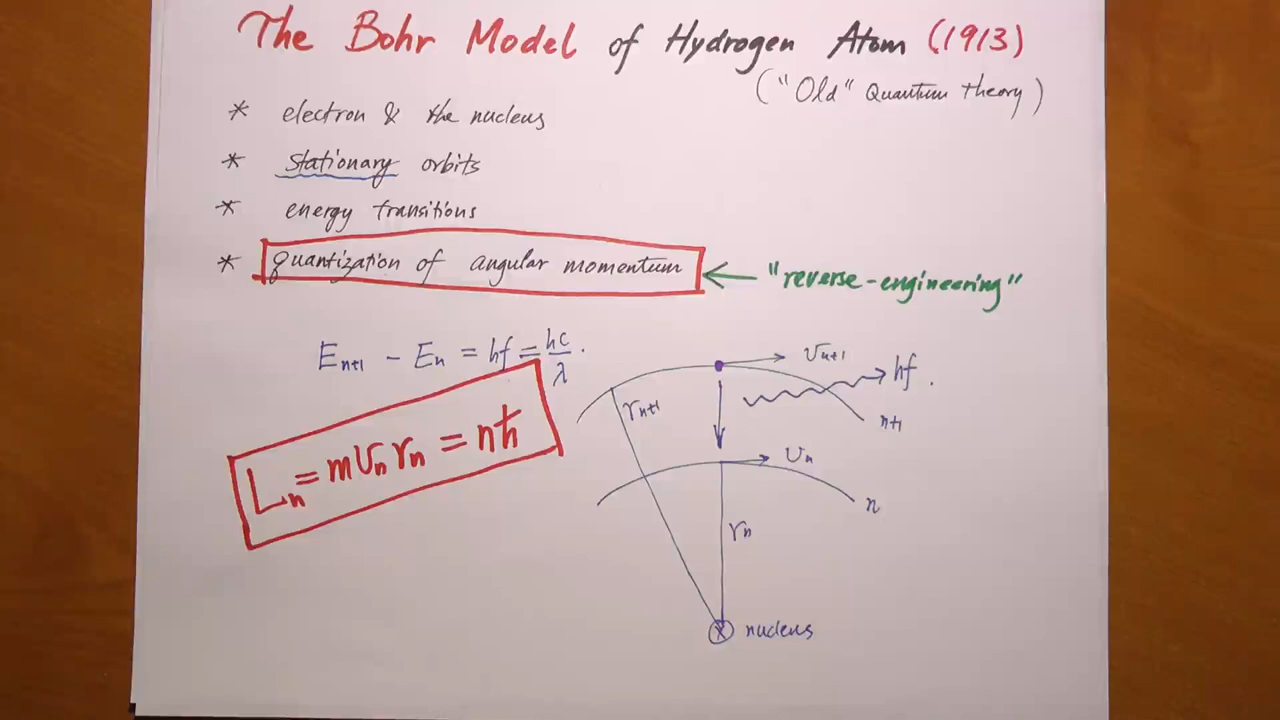 The Bohr Model of Hydrogen Atom (1913)
("Old" Quantum theory)
* electron & the nucleus
* stationary orbits
* energy transitions
* quantization of angular momentum ← "reverse-engineering"
Eₙ₊₁ - Eₙ = hf = hc/λ.
Lₙ = mvₙrₙ = nħ
vₙ₊₁
hf.
rₙ₊₁
n+1
vₙ
n
rₙ
nucleus